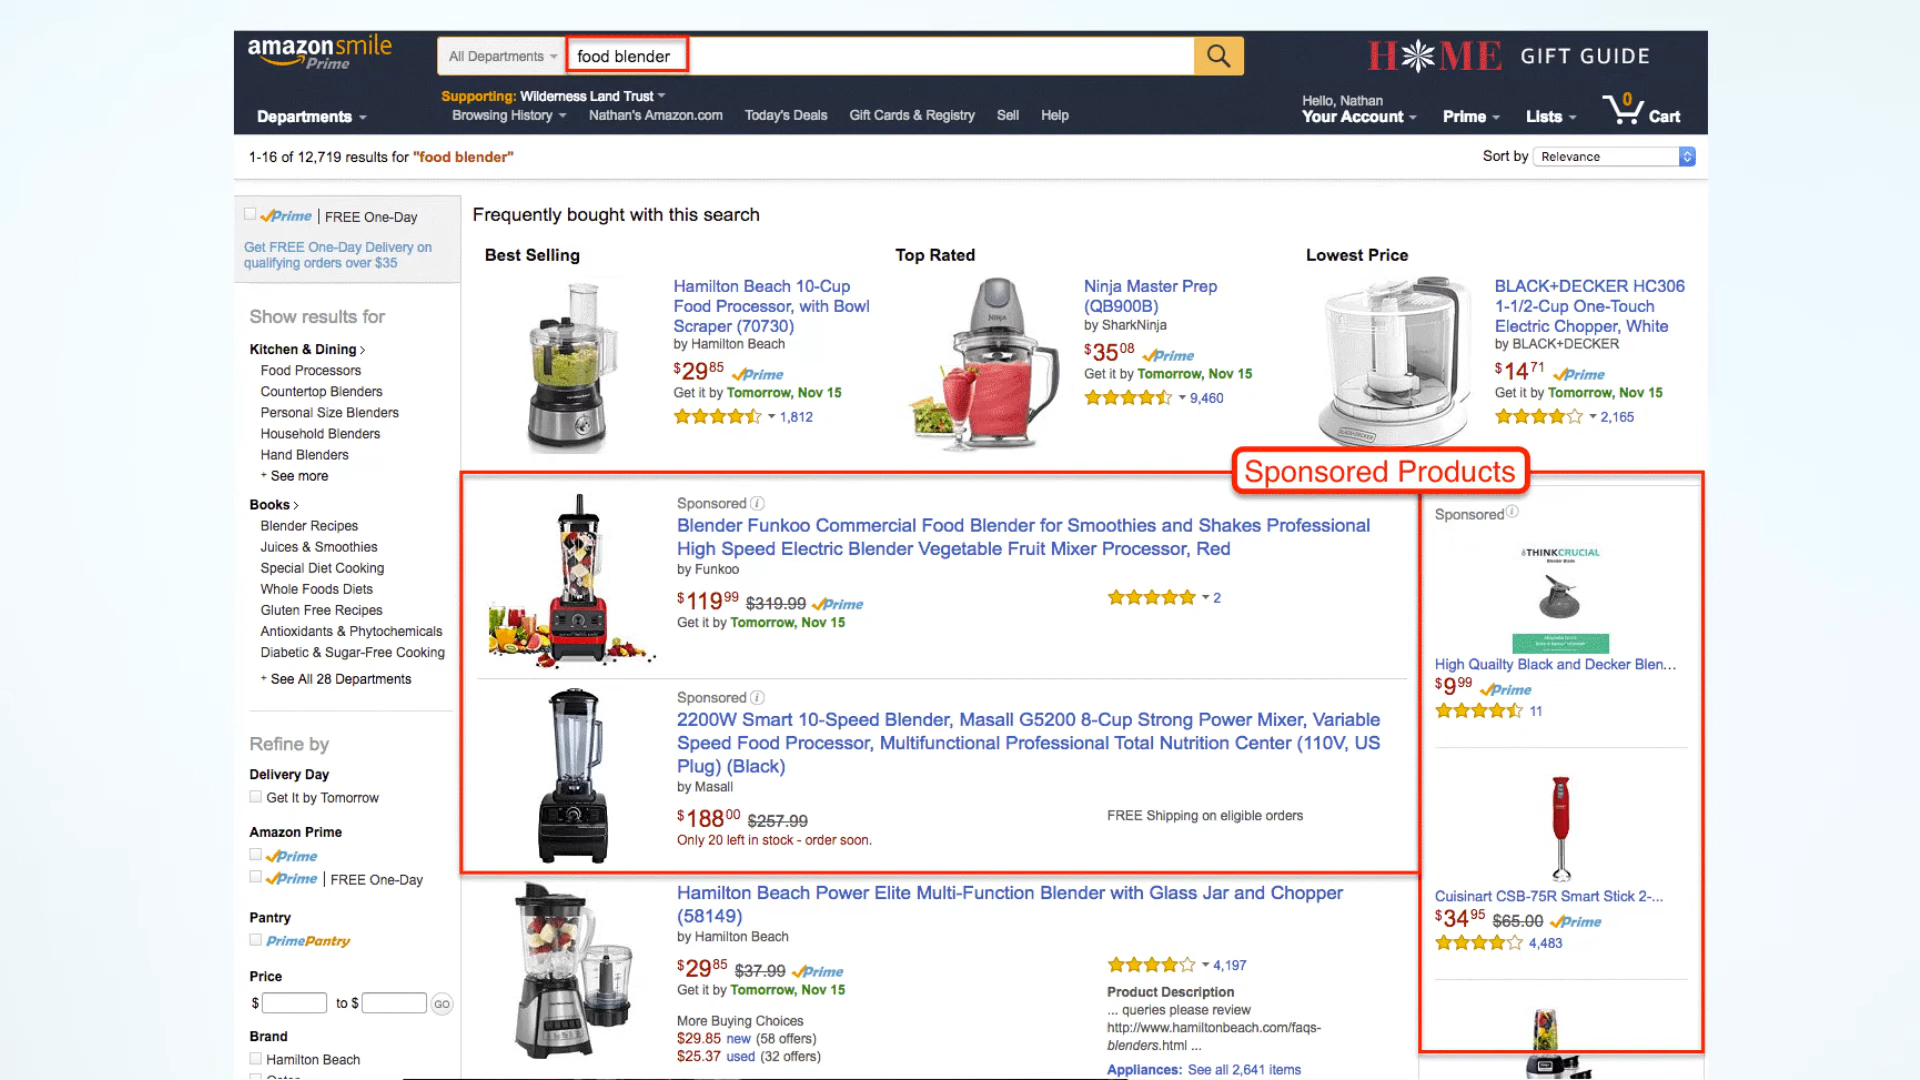 amazonsmile
Prime
All Departments
food blender
HOME GIFT GUIDE
Supporting: Wilderness Land Trust
Departments
Browsing History
Nathan's Amazon.com
Today's Deals
Gift Cards & Registry
Sell
Help
Hello, Nathan
Your Account
Prime
Lists
0
Cart
1-16 of 12,719 results for "food blender"
Sort by Relevance
Prime | FREE One-Day
Get FREE One-Day Delivery on
qualifying orders over $35
Show results for
Kitchen & Dining
Food Processors
Countertop Blenders
Personal Size Blenders
Household Blenders
Hand Blenders
+ See more
Books
Blender Recipes
Juices & Smoothies
Special Diet Cooking
Whole Foods Diets
Gluten Free Recipes
Antioxidants & Phytochemicals
Diabetic & Sugar-Free Cooking
+ See All 28 Departments
Refine by
Delivery Day
Get It by Tomorrow
Amazon Prime
Prime
Prime | FREE One-Day
Pantry
PrimePantry
Price
$ to $ GO
Brand
Hamilton Beach
Frequently bought with this search
Best Selling
Hamilton Beach 10-Cup
Food Processor, with Bowl
Scraper (70730)
by Hamilton Beach
$29 85 Prime
Get it by Tomorrow, Nov 15
1,812
Top Rated
NINJA
Ninja Master Prep
(QB900B)
by SharkNinja
$35 08 Prime
Get it by Tomorrow, Nov 15
9,460
Lowest Price
BLACK+DECKER
BLACK+DECKER HC306
1-1/2-Cup One-Touch
Electric Chopper, White
by BLACK+DECKER
$14 71 Prime
Get it by Tomorrow, Nov 15
2,165
Sponsored Products
Sponsored
Blender Funkoo Commercial Food Blender for Smoothies and Shakes Professional
High Speed Electric Blender Vegetable Fruit Mixer Processor, Red
by Funkoo
$119 99 $319.99 Prime
Get it by Tomorrow, Nov 15
2
Sponsored
2200W Smart 10-Speed Blender, Masall G5200 8-Cup Strong Power Mixer, Variable
Speed Food Processor, Multifunctional Professional Total Nutrition Center (110V, US
Plug) (Black)
by Masall
$188 00 $257.99
Only 20 left in stock - order soon.
FREE Shipping on eligible orders
Hamilton Beach Power Elite Multi-Function Blender with Glass Jar and Chopper
(58149)
by Hamilton Beach
$29 85 $37.99 Prime
Get it by Tomorrow, Nov 15
More Buying Choices
$29.85 new (58 offers)
$25.37 used (32 offers)
4,197
Product Description
... queries please review
http://www.hamiltonbeach.com/faqs-
blenders.html ...
Appliances: See all 2,641 items
Sponsored
THINKCRUCIAL
Blender Blade
High Quailty Black and Decker Blen...
$9 99 Prime
11
Cuisinart CSB-75R Smart Stick 2-...
$34 95 $65.00 Prime
4,483